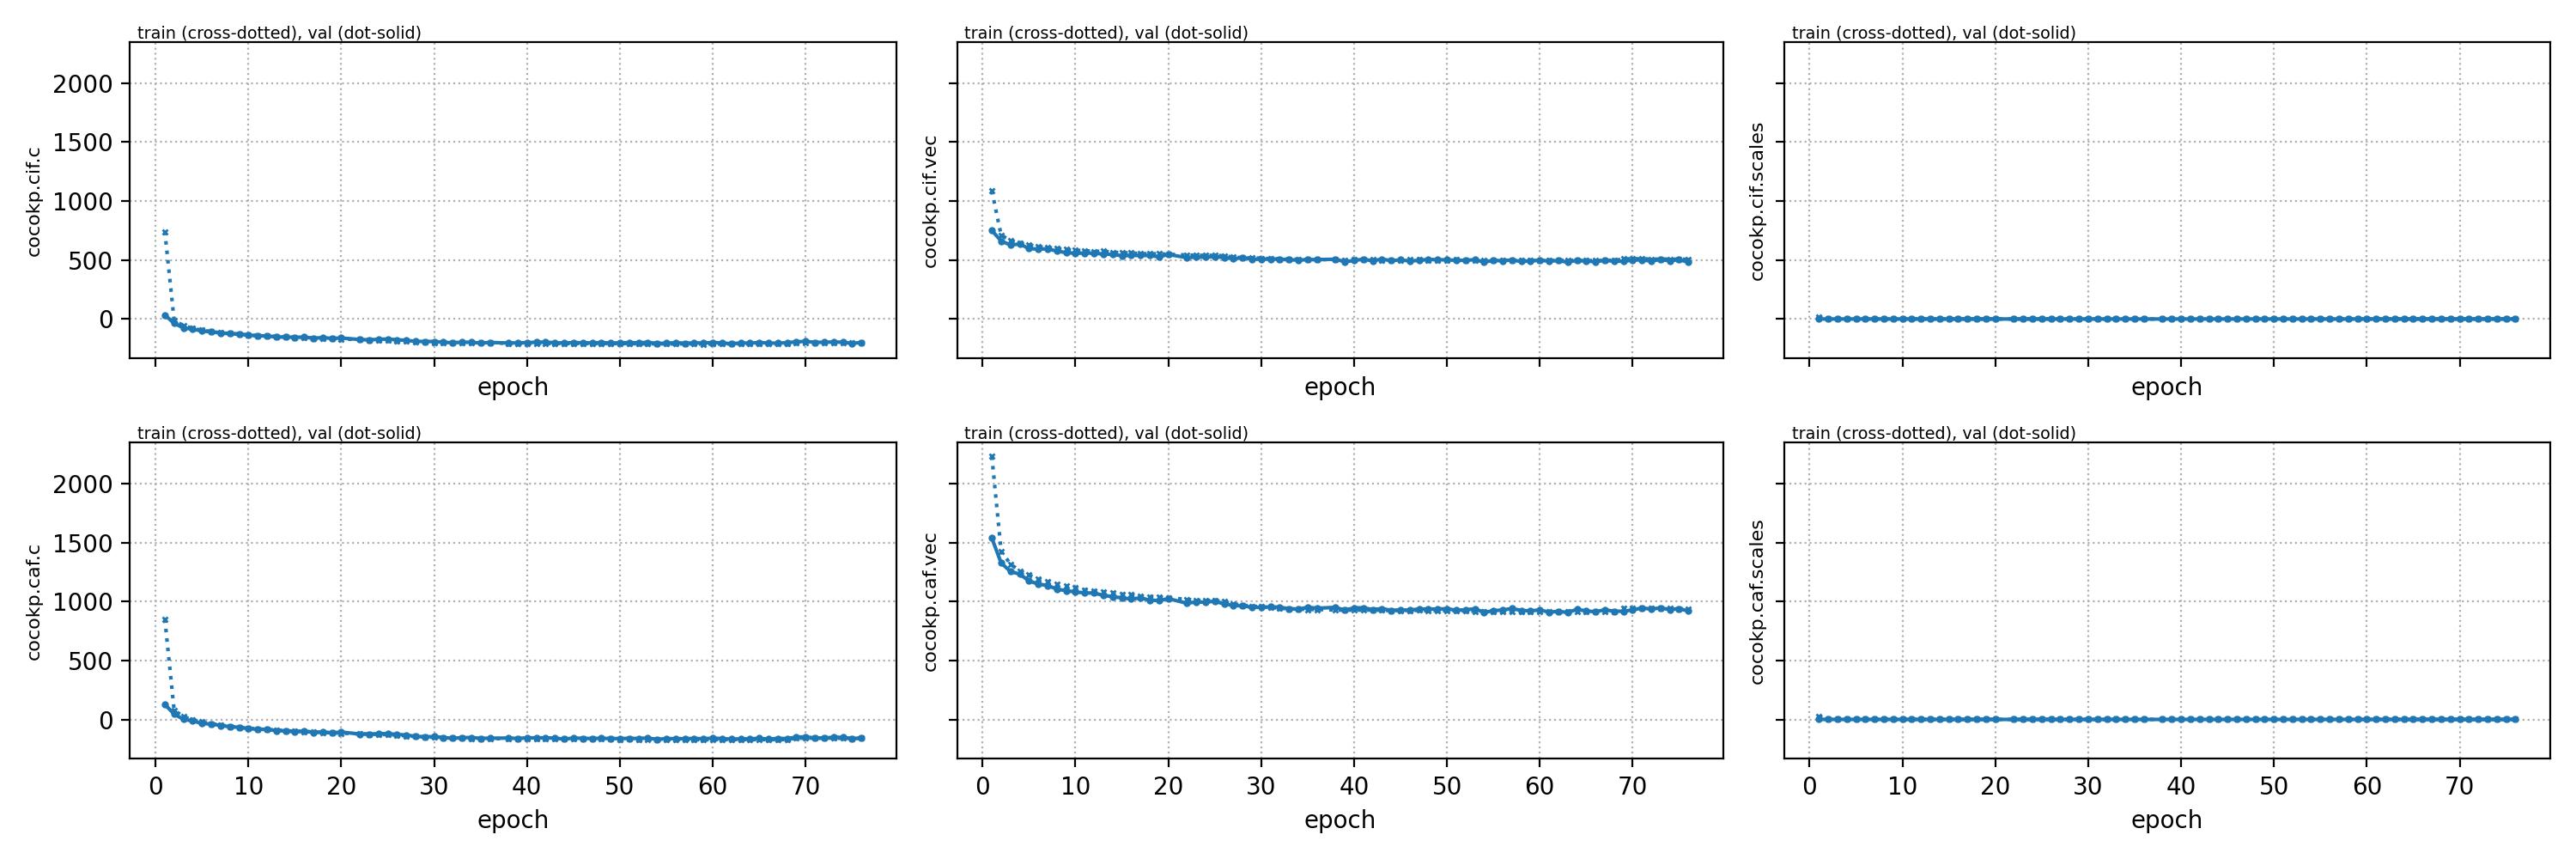 train (cross-dotted), val (dot-solid)
train (cross-dotted), val (dot-solid)
train (cross-dotted), val (dot-solid)
cocokp.cif.c
2000
1500
1000
500
0
cocokp.cif.vec
cocokp.cif.scales
epoch
epoch
epoch
train (cross-dotted), val (dot-solid)
train (cross-dotted), val (dot-solid)
train (cross-dotted), val (dot-solid)
cocokp.caf.c
2000
1500
1000
500
0
cocokp.caf.vec
cocokp.caf.scales
0 10 20 30 40 50 60 70
0 10 20 30 40 50 60 70
0 10 20 30 40 50 60 70
epoch
epoch
epoch